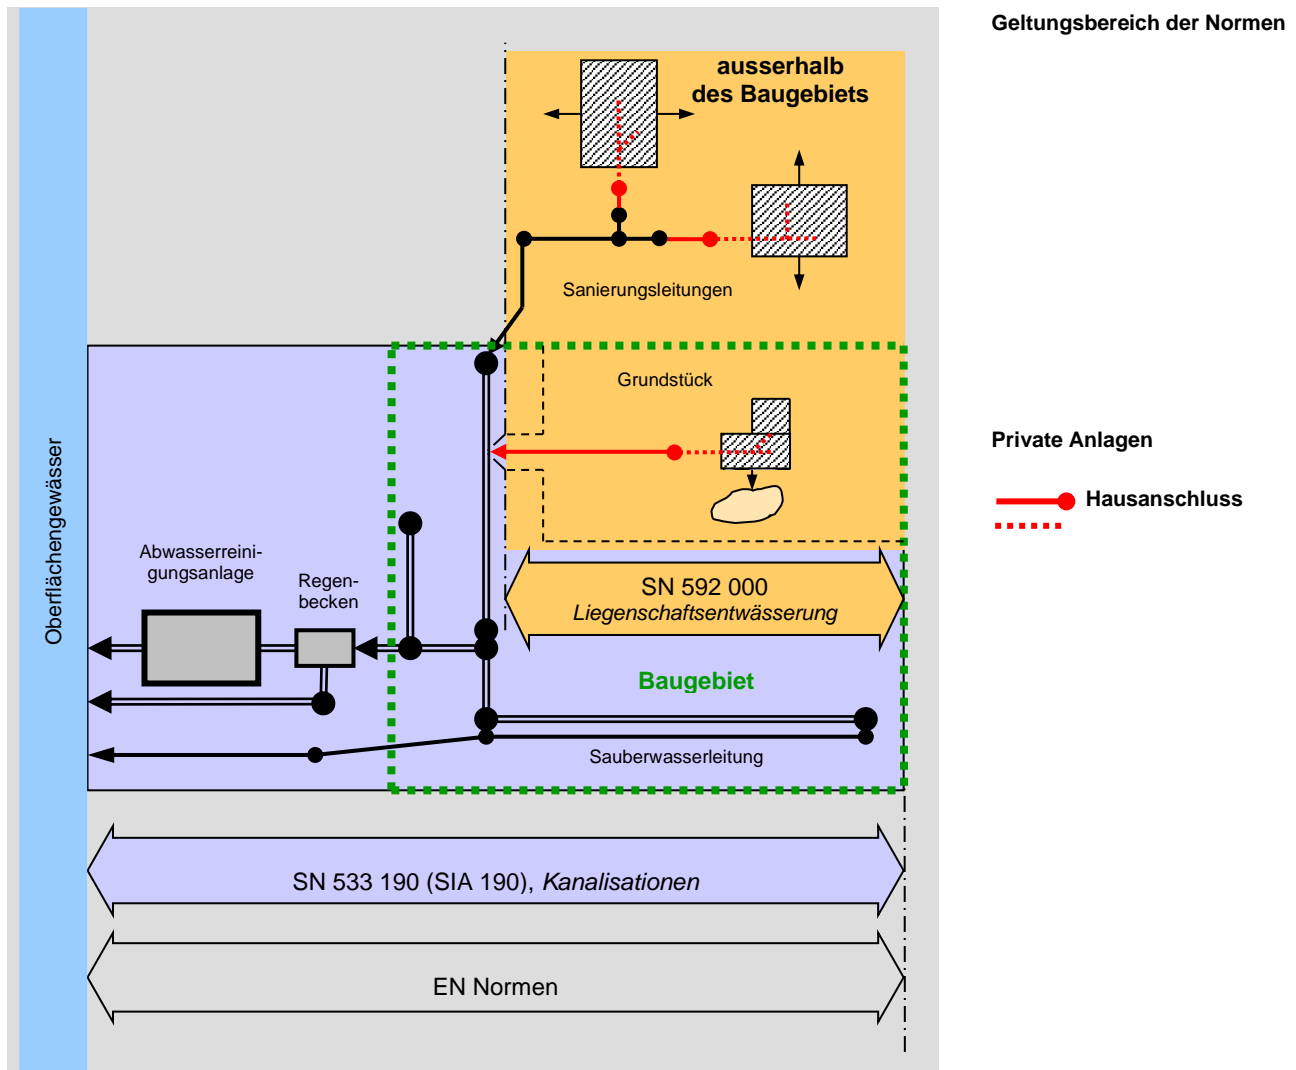 Geltungsbereich der Normen
ausserhalb
des Baugebiets
Sanierungsleitungen
Grundstück
Private Anlagen
Hausanschluss
Oberflächengewässer
Abwasserreini-
gungsanlage
Regen-
becken
SN 592 000
Liegenschaftsentwässerung
Baugebiet
Sauberwasserleitung
SN 533 190 (SIA 190), Kanalisationen
EN Normen